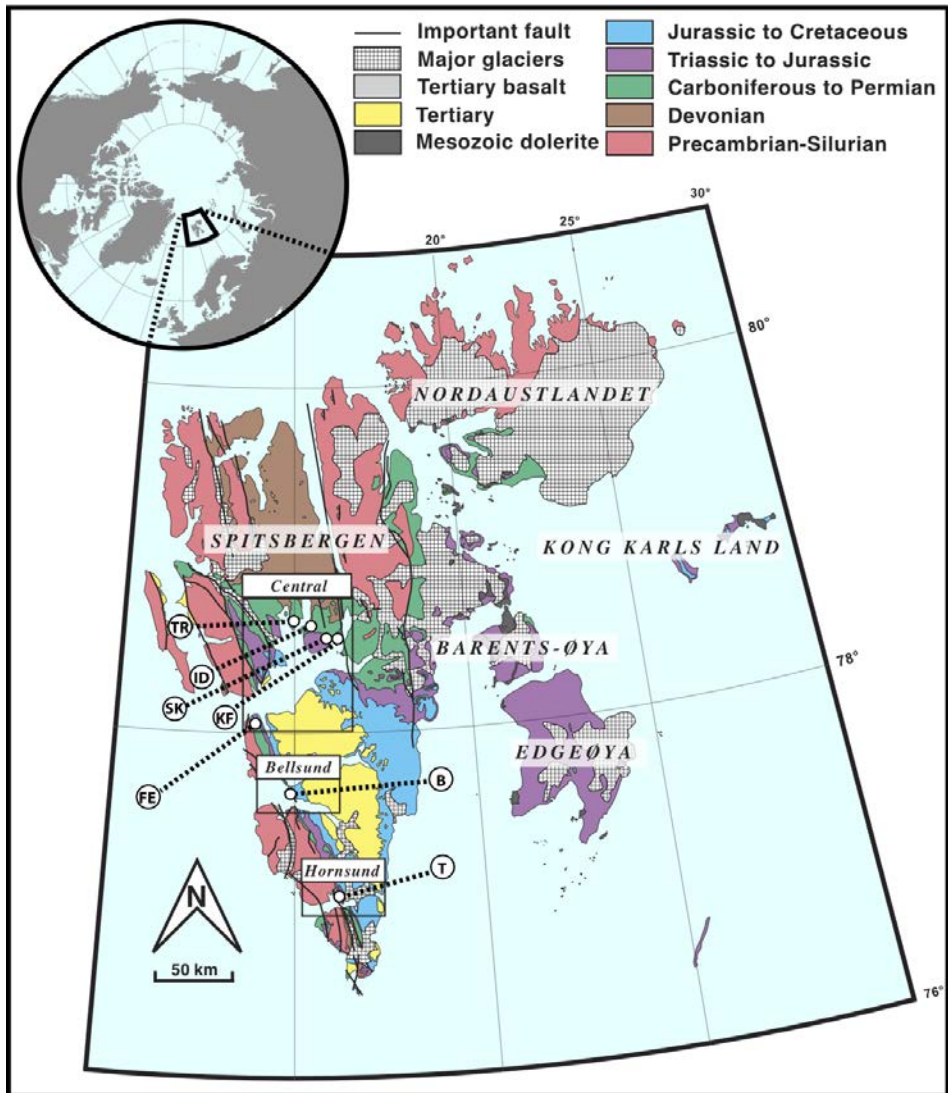 Important fault
Major glaciers
Tertiary basalt
Tertiary
Mesozoic dolerite
Jurassic to Cretaceous
Triassic to Jurassic
Carboniferous to Permian
Devonian
Precambrian-Silurian
20°
25°
30°
80°
78°
76°
NORDAUSTLANDET
SPITSBERGEN
KONG KARLS LAND
Central
TR
BARENTS-ØYA
ID
SK
KF
EDGEØYA
Bellsund
FE
B
Hornsund
T
N
50 km